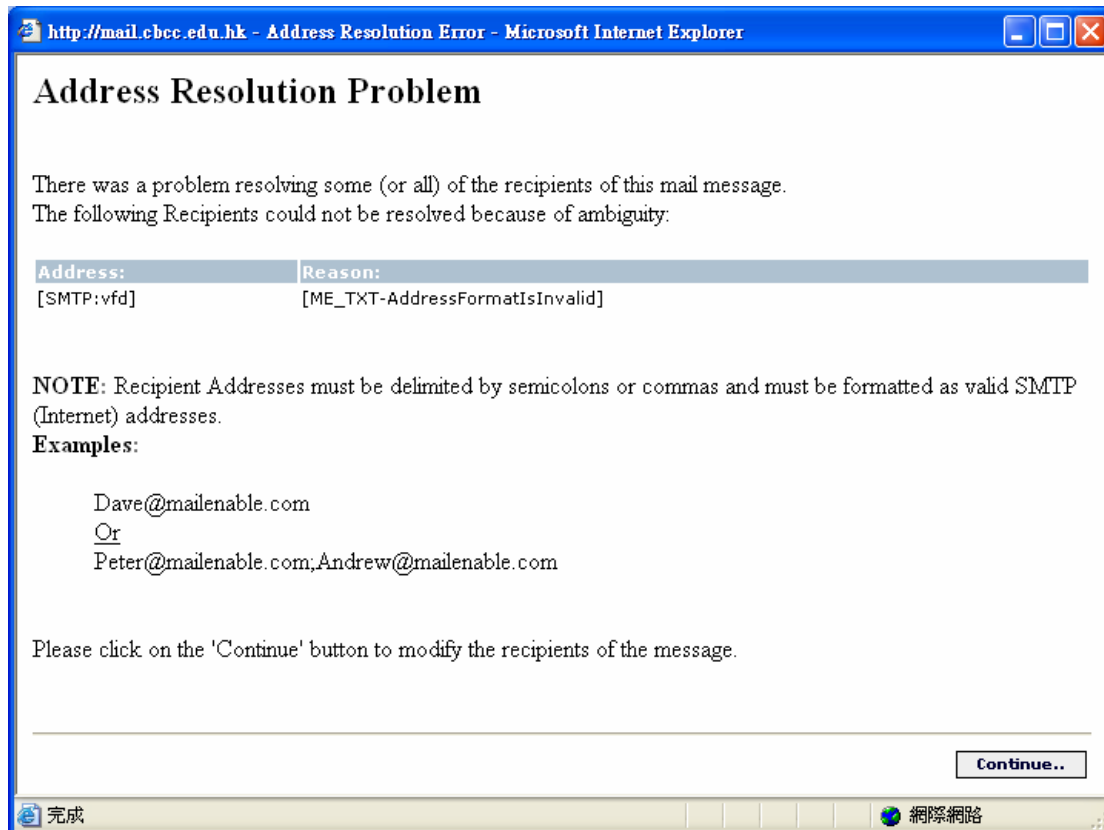 http://mail.cbcc.edu.hk - Address Resolution Error - Microsoft Internet Explorer
Address Resolution Problem
There was a problem resolving some (or all) of the recipients of this mail message.
The following Recipients could not be resolved because of ambiguity:
Address: Reason:
[SMTP:vfd] [ME_TXT-AddressFormatIsInvalid]
NOTE: Recipient Addresses must be delimited by semicolons or commas and must be formatted as valid SMTP
(Internet) addresses.
Examples:
Dave@mailenable.com
Or
Peter@mailenable.com;Andrew@mailenable.com
Please click on the 'Continue' button to modify the recipients of the message.
Continue..
完成 網際網路